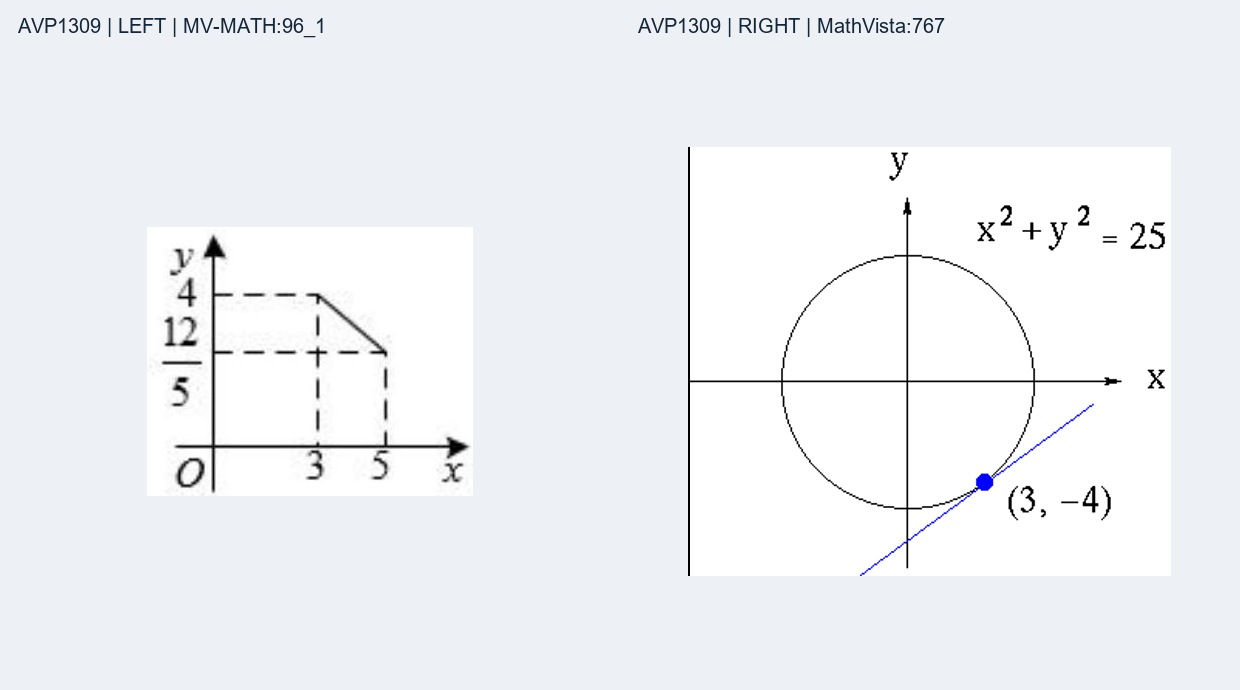 AVP1309 | LEFT | MV-MATH:96_1
AVP1309 | RIGHT | MathVista:767
y
4
12
5
O
3
5
x
y
x² + y² = 25
x
(3, −4)